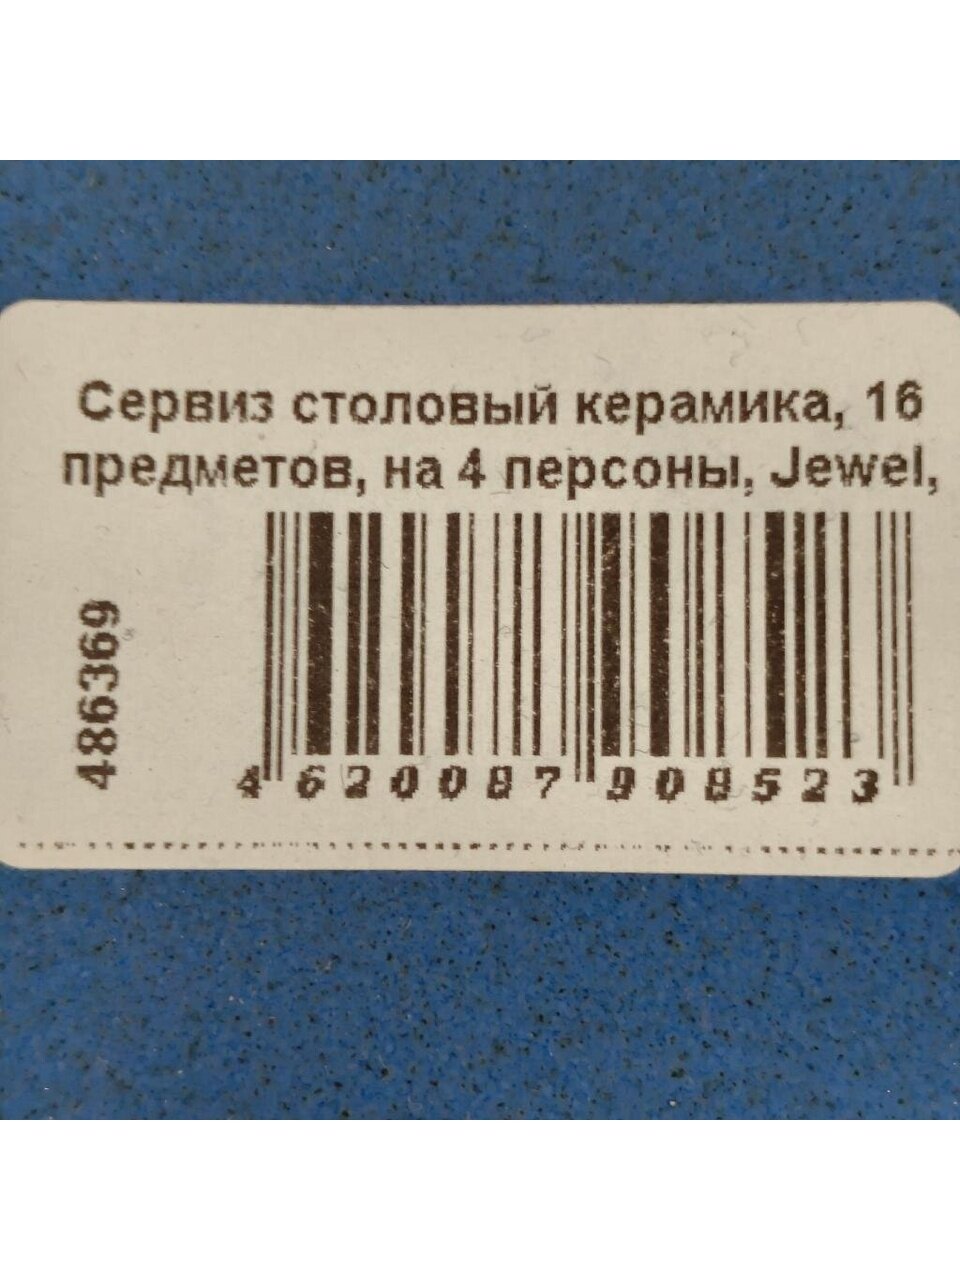 Сервиз столовый керамика, 16
предметов, на 4 персоны, Jewel,
486369
4 620087 908523